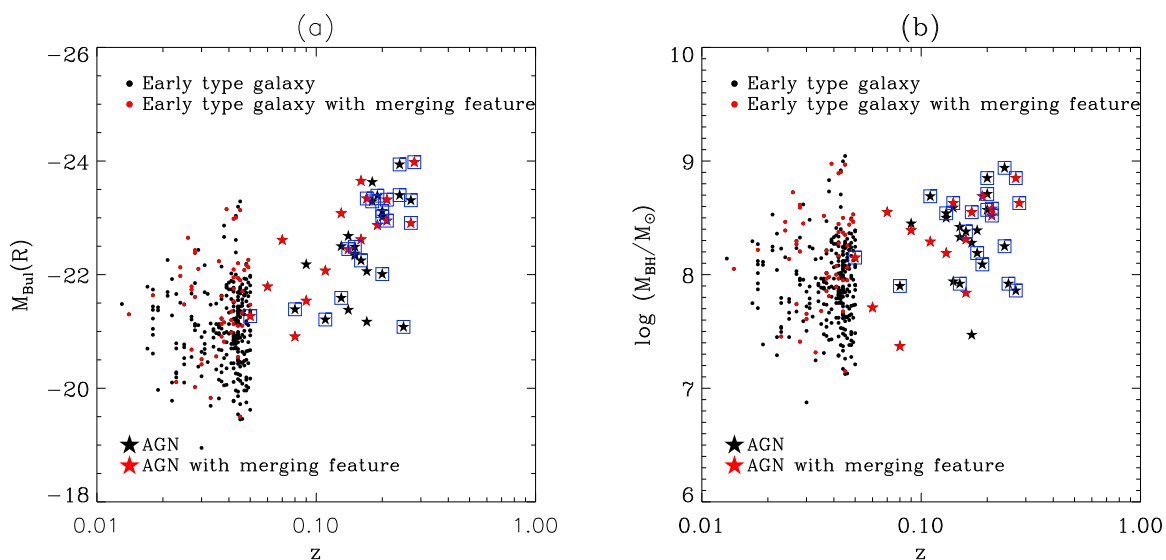 (a)
M_Bul(R)
-26
-24
-22
-20
-18
Early type galaxy
Early type galaxy with merging feature
AGN
AGN with merging feature
0.01
0.10
1.00
z
(b)
log (M_BH/M_⊙)
10
9
8
7
6
Early type galaxy
Early type galaxy with merging feature
AGN
AGN with merging feature
0.01
0.10
1.00
z